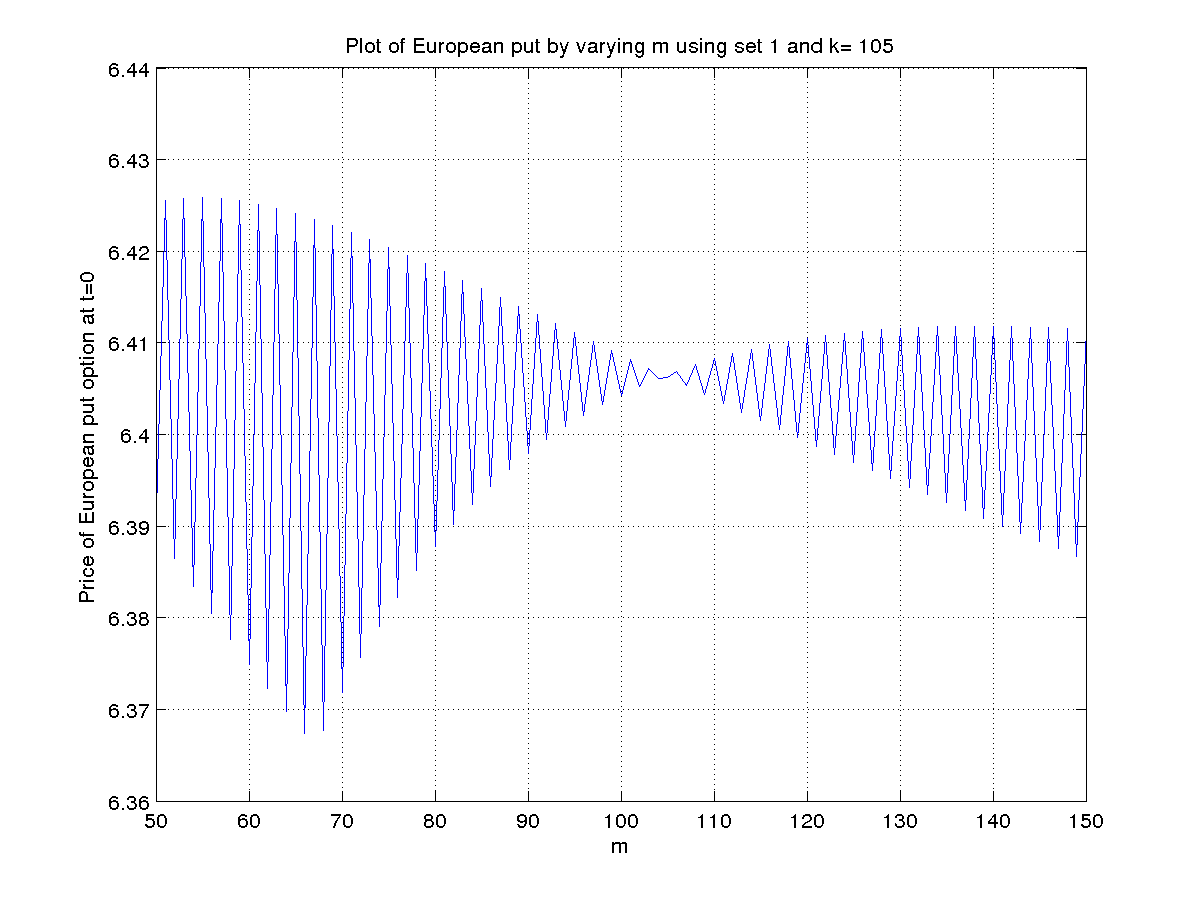 Plot of European put by varying m using set 1 and k= 105
Price of European put option at t=0
6.44
6.43
6.42
6.41
6.4
6.39
6.38
6.37
6.36
50 60 70 80 90 100 110 120 130 140 150
m